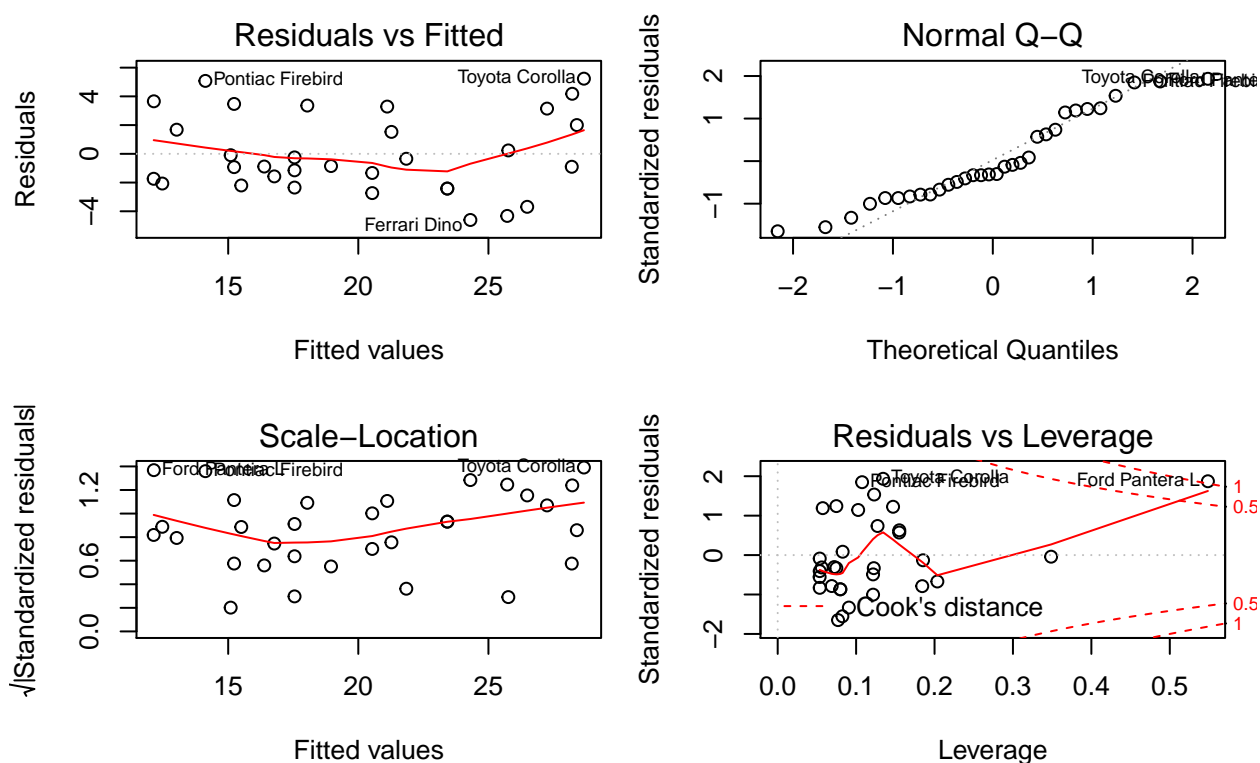 Residuals vs Fitted
Residuals
4
0
−4
Pontiac Firebird
Toyota Corolla
Ferrari Dino
15
20
25
Fitted values
Normal Q−Q
Standardized residuals
2
1
−1
Toyota Corolla
Pontiac Firebi
−2
−1
0
1
2
Theoretical Quantiles
Scale−Location
√|Standardized residuals|
1.2
0.6
0.0
Ford Pantera L
Pontiac Firebird
Toyota Corolla
15
20
25
Fitted values
Residuals vs Leverage
Standardized residuals
2
1
0
−2
Pontiac Firebird
Toyota Corolla
Ford Pantera L
1
0.5
Cook's distance
0.5
1
0.0
0.1
0.2
0.3
0.4
0.5
Leverage